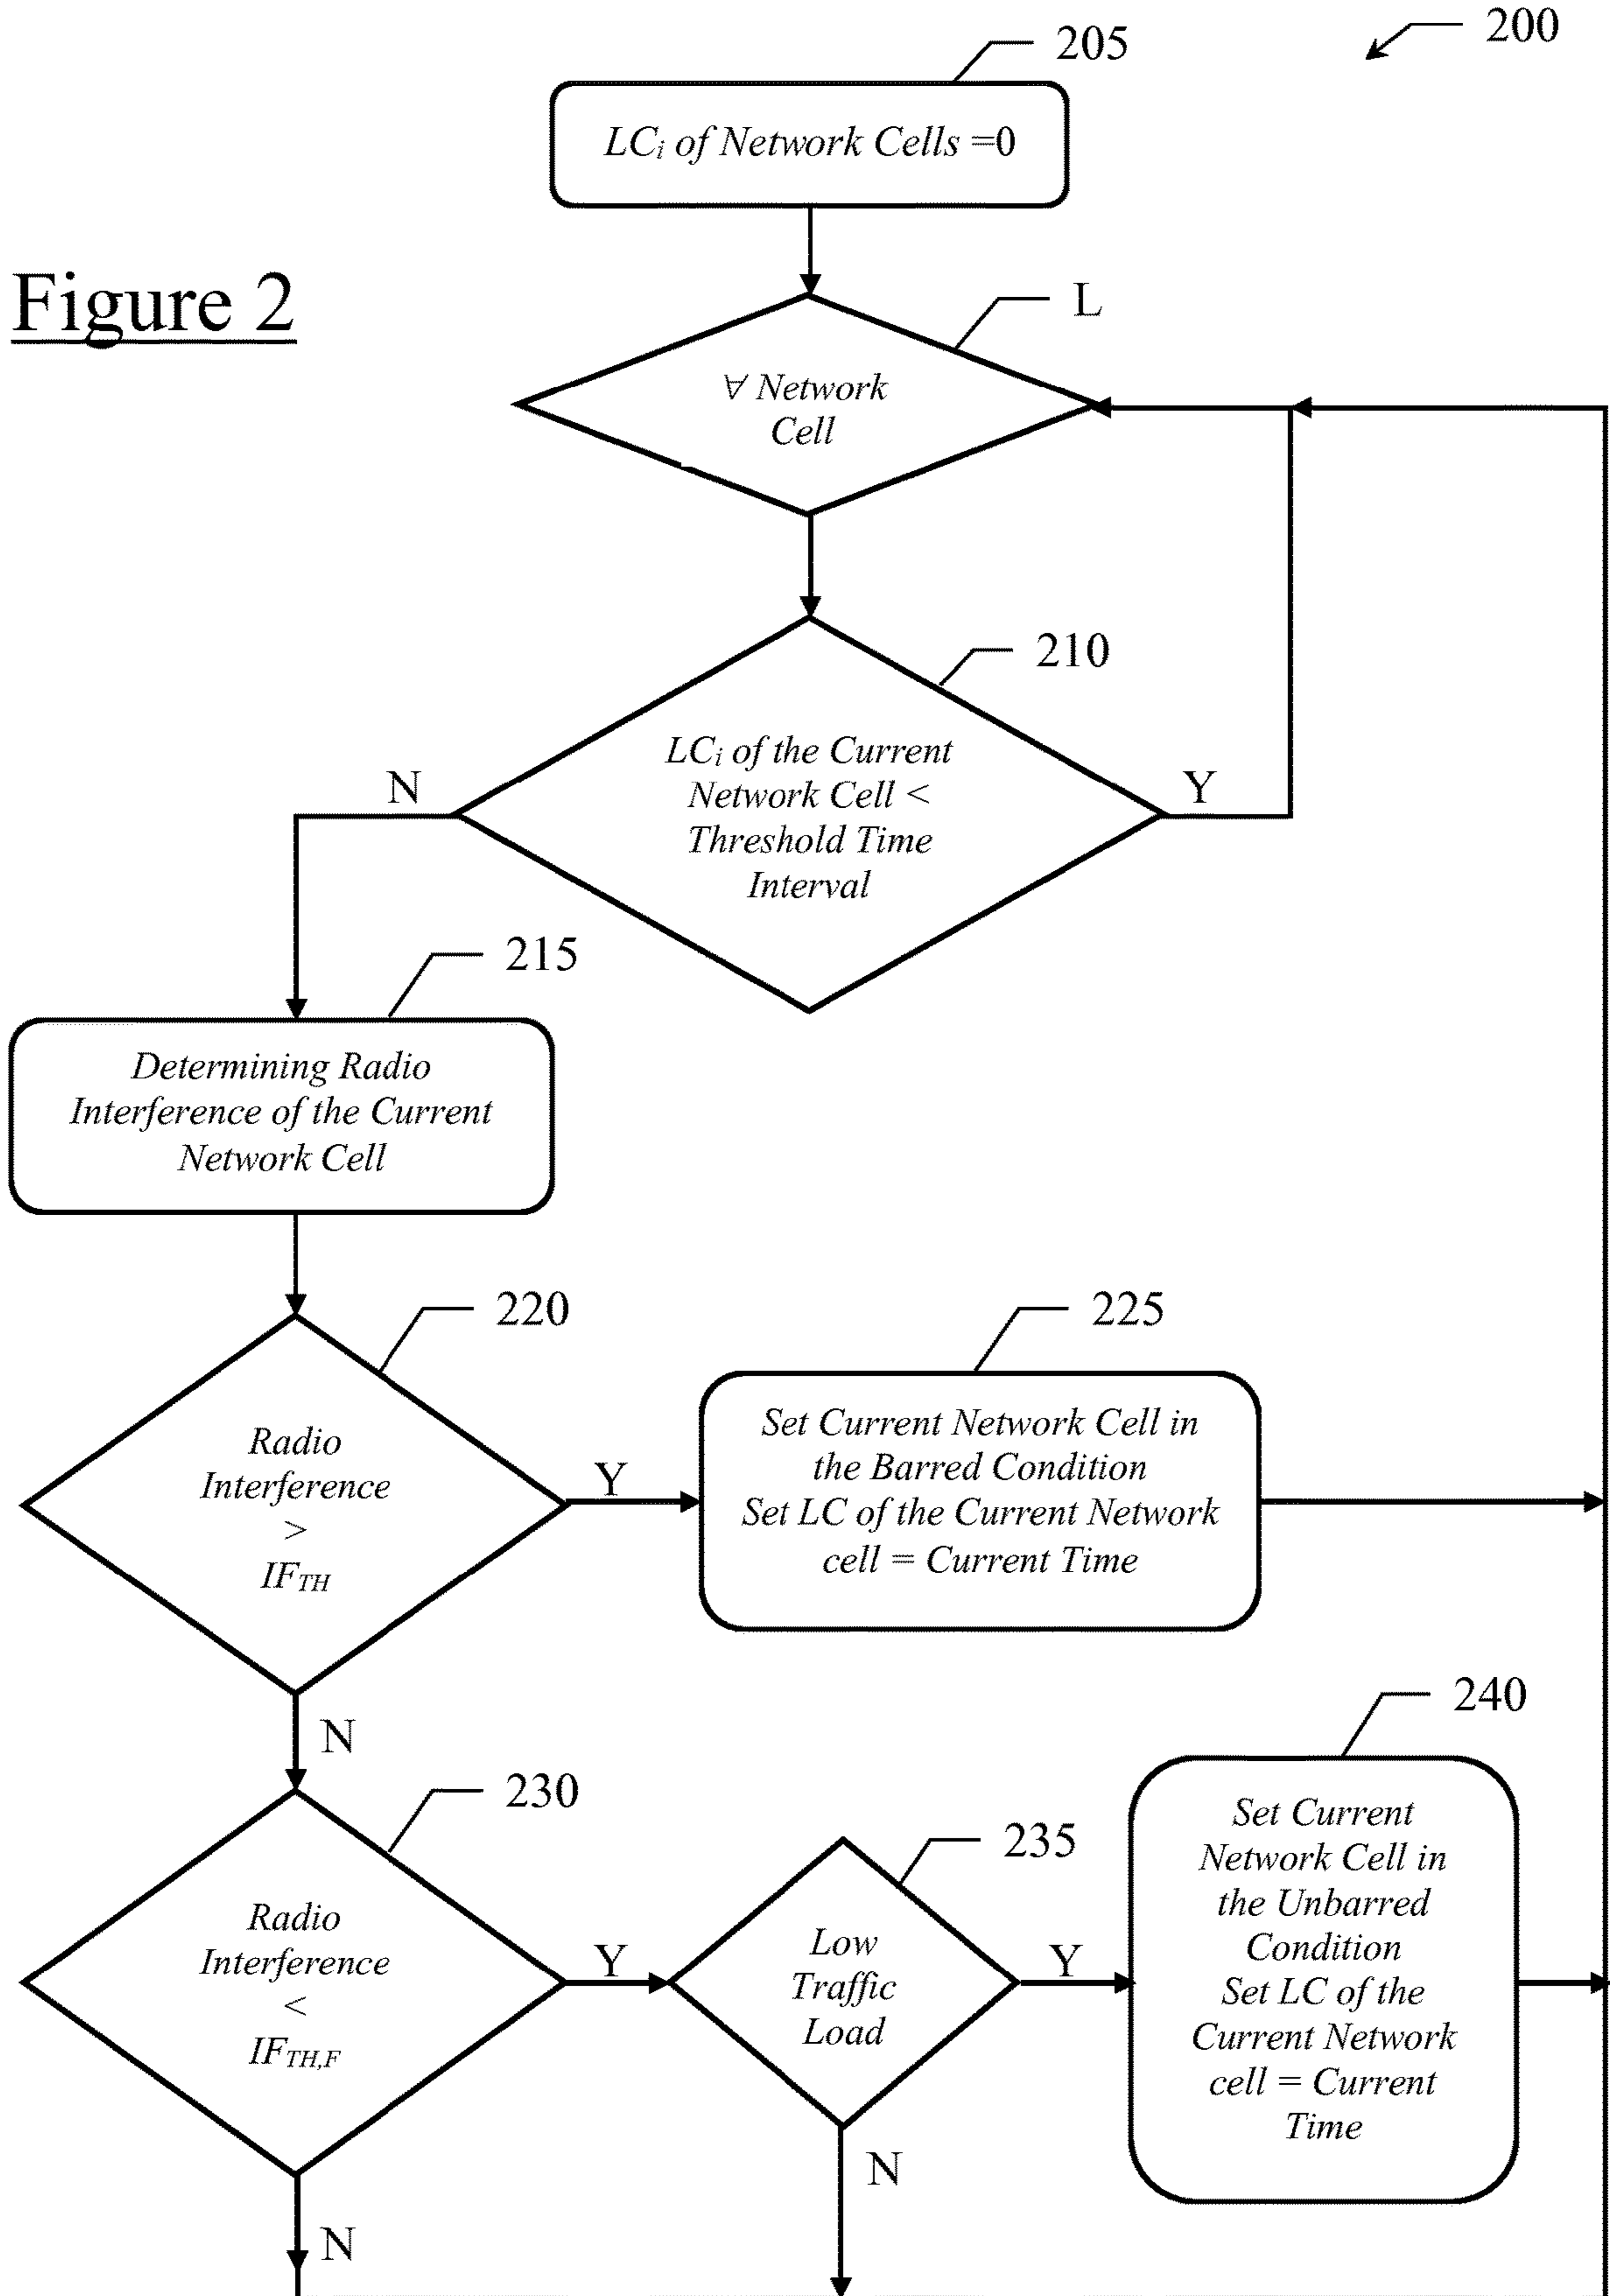 200
205
LCi of Network Cells =0
Figure 2
L
∀ Network
Cell
210
LCi of the Current
Network Cell <
Threshold Time
Interval
N
Y
215
Determining Radio
Interference of the Current
Network Cell
220
225
Radio
Interference
>
IFTH
Y
Set Current Network Cell in
the Barred Condition
Set LC of the Current Network
cell = Current Time
N
230
235
240
Radio
Interference
<
IFTH,F
Y
Low
Traffic
Load
Y
Set Current
Network Cell in
the Unbarred
Condition
Set LC of the
Current Network
cell = Current
Time
N
N